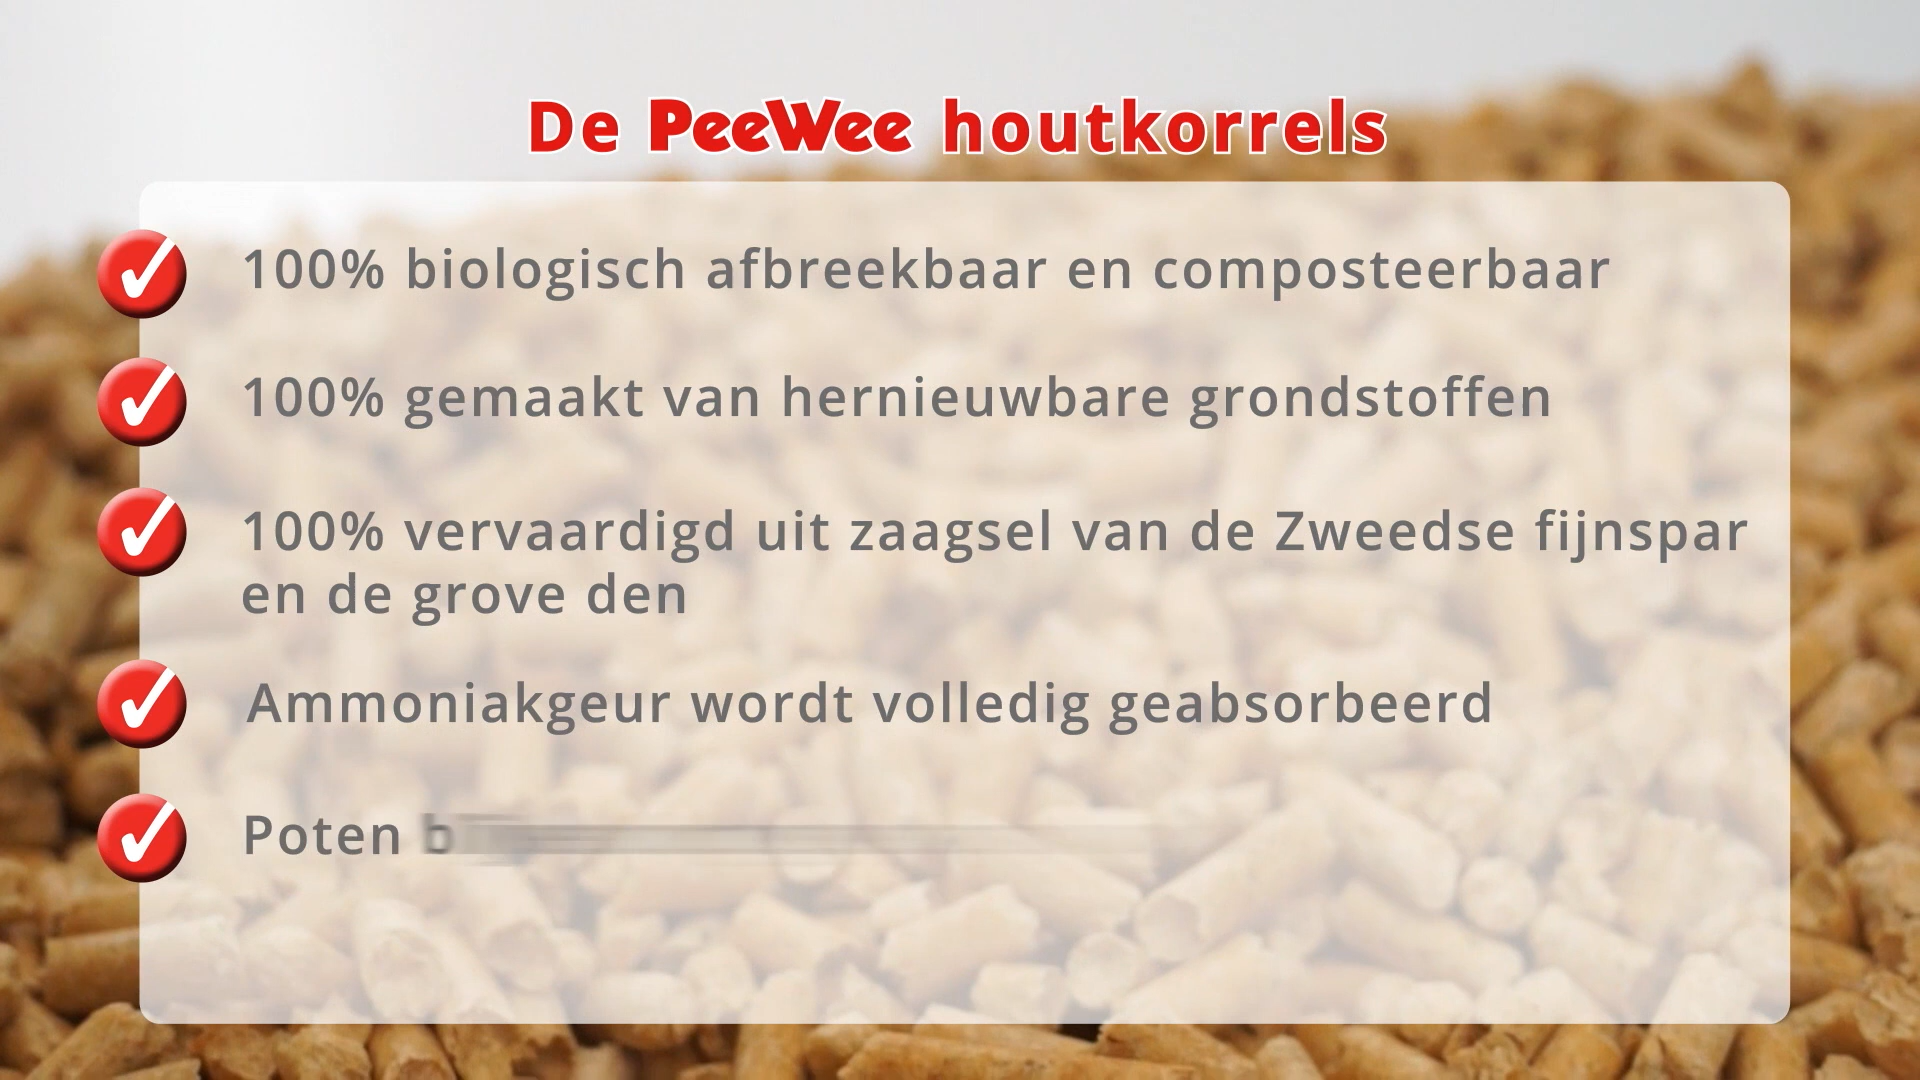 De PeeWee houtkorrels
100% biologisch afbreekbaar en composteerbaar
100% gemaakt van hernieuwbare grondstoffen
100% vervaardigd uit zaagsel van de Zweedse fijnspar
en de grove den
Ammoniakgeur wordt volledig geabsorbeerd
Poten